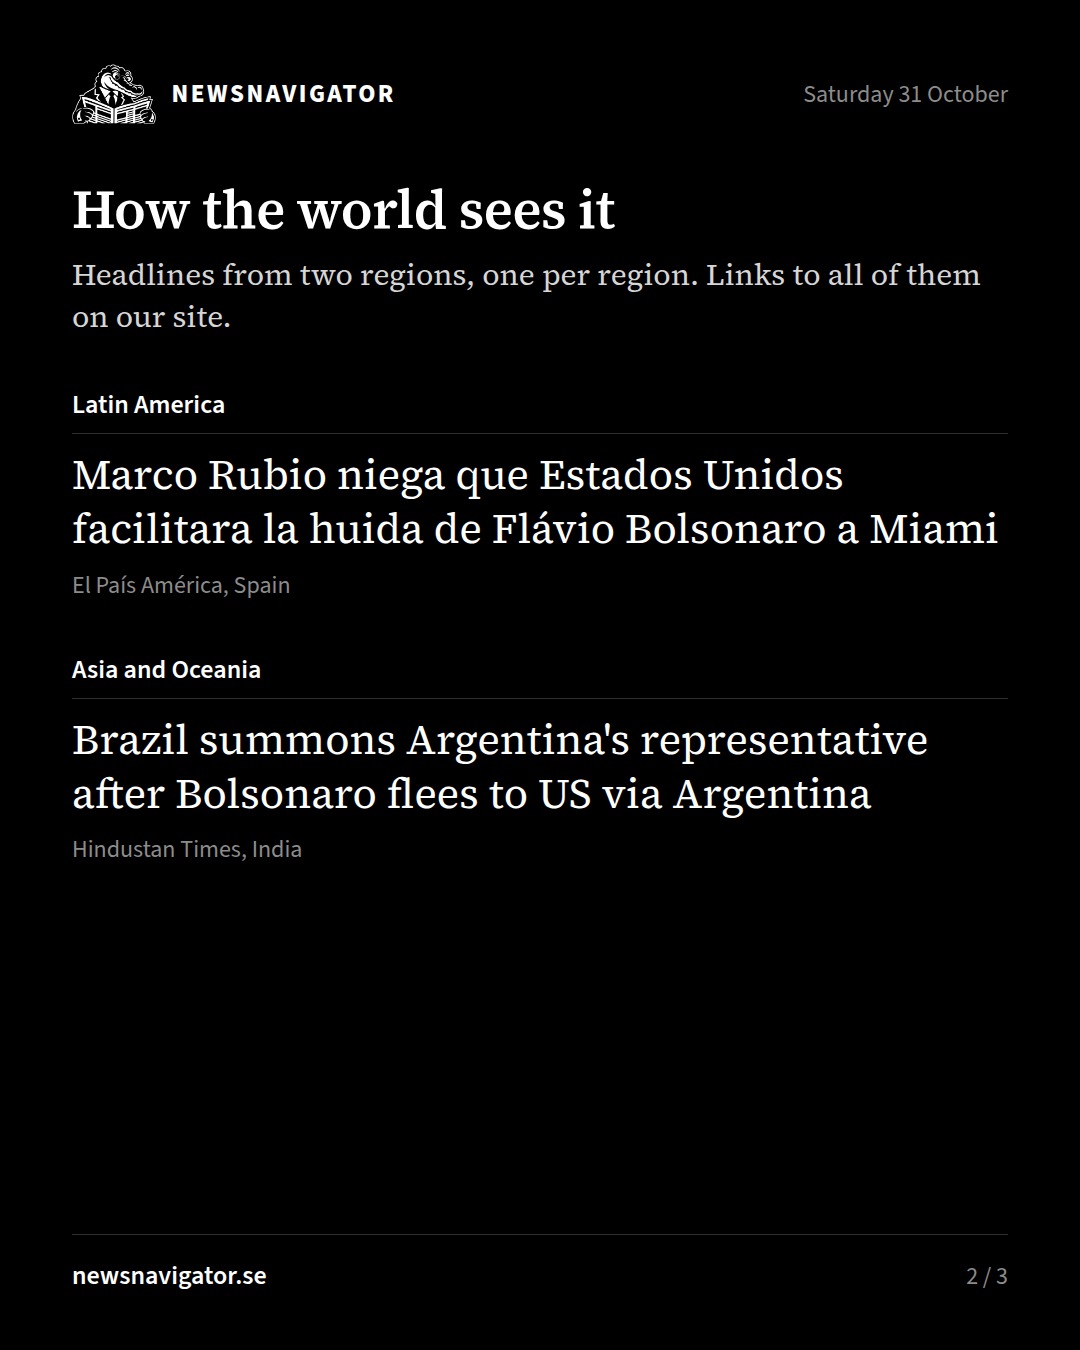 NEWSNAVIGATOR
Saturday 31 October
How the world sees it
Headlines from two regions, one per region. Links to all of them
on our site.
Latin America
Marco Rubio niega que Estados Unidos
facilitara la huida de Flávio Bolsonaro a Miami
El País América, Spain
Asia and Oceania
Brazil summons Argentina's representative
after Bolsonaro flees to US via Argentina
Hindustan Times, India
newsnavigator.se
2 / 3